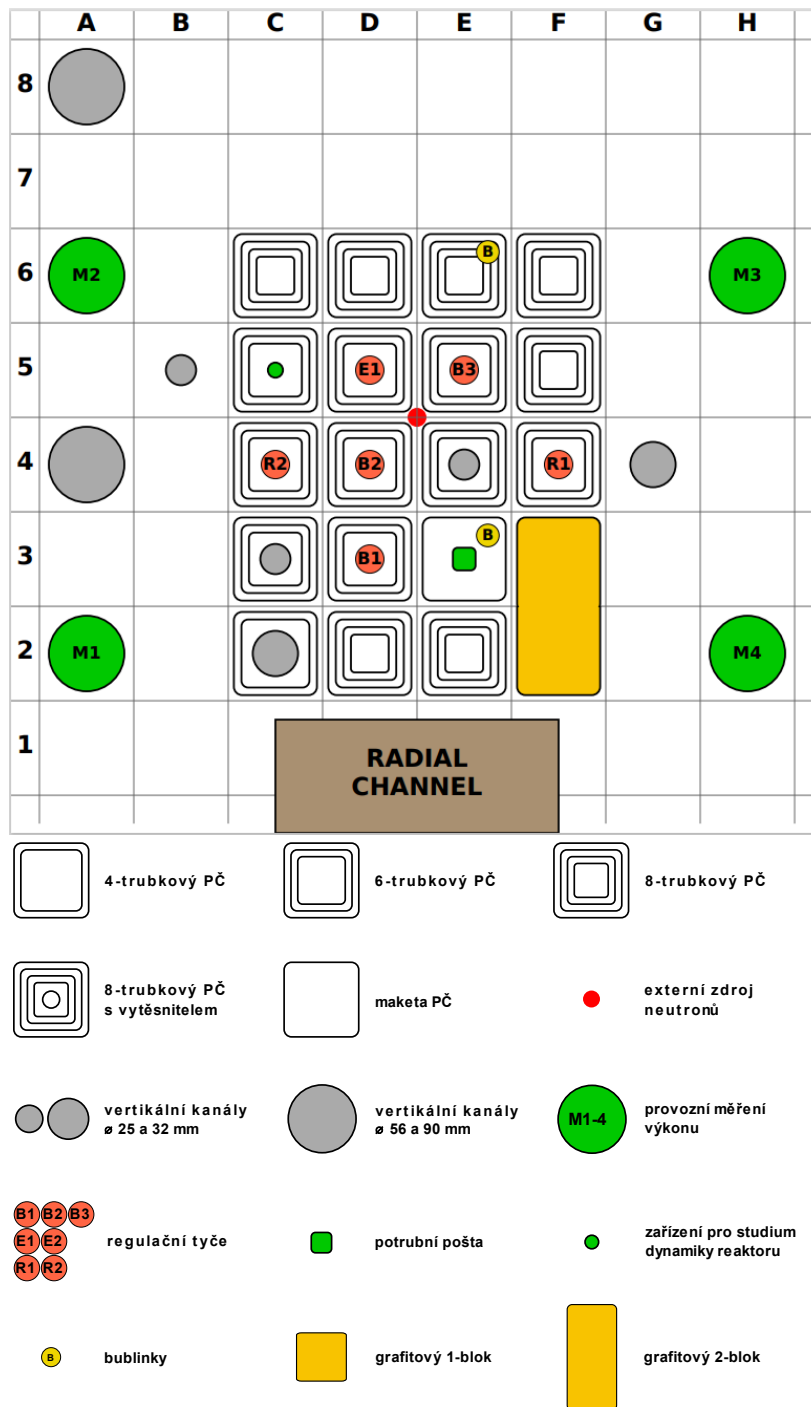 A B C D E F G H
8
7
6 M2 B M3
5 E1 B3
4 R2 B2 R1
3 B1 B
2 M1 M4
1
RADIAL
CHANNEL
4-trubkový PČ
6-trubkový PČ
8-trubkový PČ
8-trubkový PČ
s vytěsnitelem
maketa PČ
externí zdroj
neutronů
vertikální kanály
ø 25 a 32 mm
vertikální kanály
ø 56 a 90 mm
M1-4
provozní měření
výkonu
B1 B2 B3
E1 E2
R1 R2
regulační tyče
potrubní pošta
zařízení pro studium
dynamiky reaktoru
B
bublinky
grafitový 1-blok
grafitový 2-blok